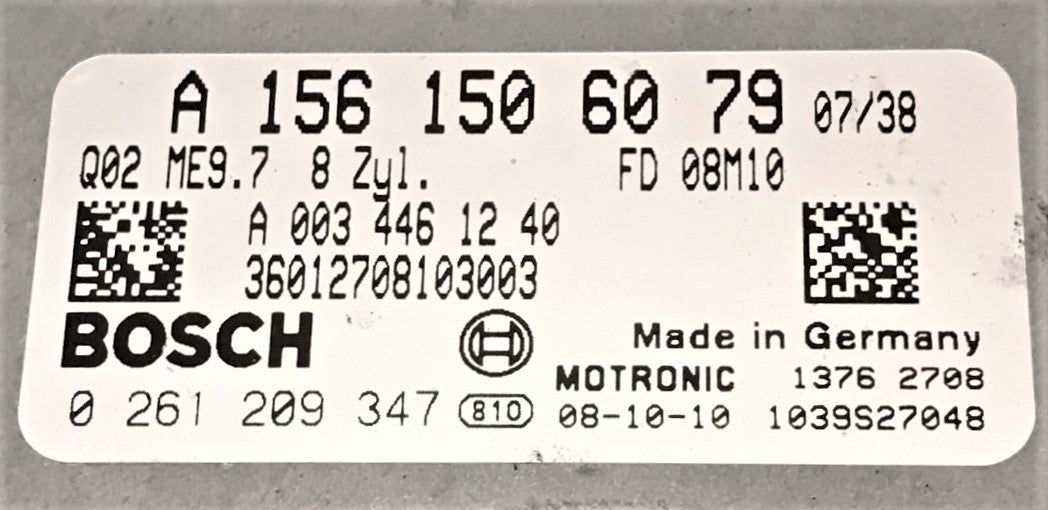 A 156 150 60 79 07/38
Q02 ME9.7 8 Zyl. FD 08M10
A 003 446 12 40
36012708103003
BOSCH
Made in Germany
MOTRONIC 1376 2708
0 261 209 347 810 08-10-10 1039S27048